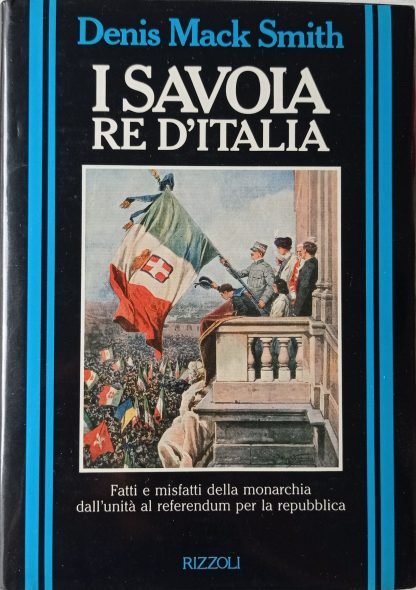 Denis Mack Smith
I SAVOIA
RE D'ITALIA
Fatti e misfatti della monarchia
dall'unità al referendum per la repubblica
RIZZOLI